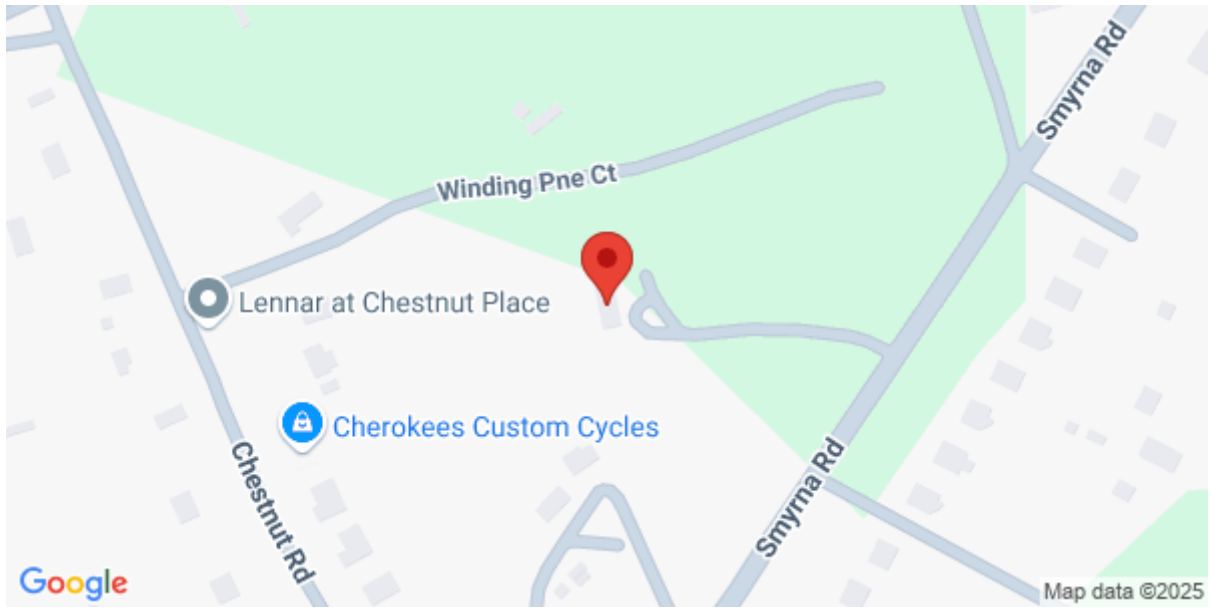 Smyrna Rd
Winding Pne Ct
Lennar at Chestnut Place
Cherokees Custom Cycles
Chestnut Rd
Smyrna Rd
Google
Map data ©2025